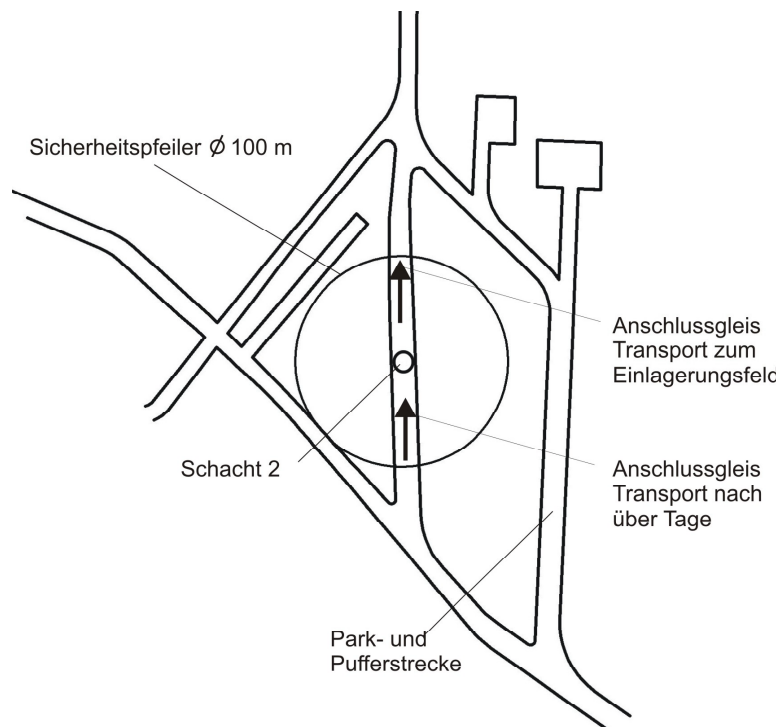 Sicherheitspfeiler Ø 100 m
Anschlussgleis
Transport zum
Einlagerungsfeld
Schacht 2
Anschlussgleis
Transport nach
über Tage
Park- und
Pufferstrecke